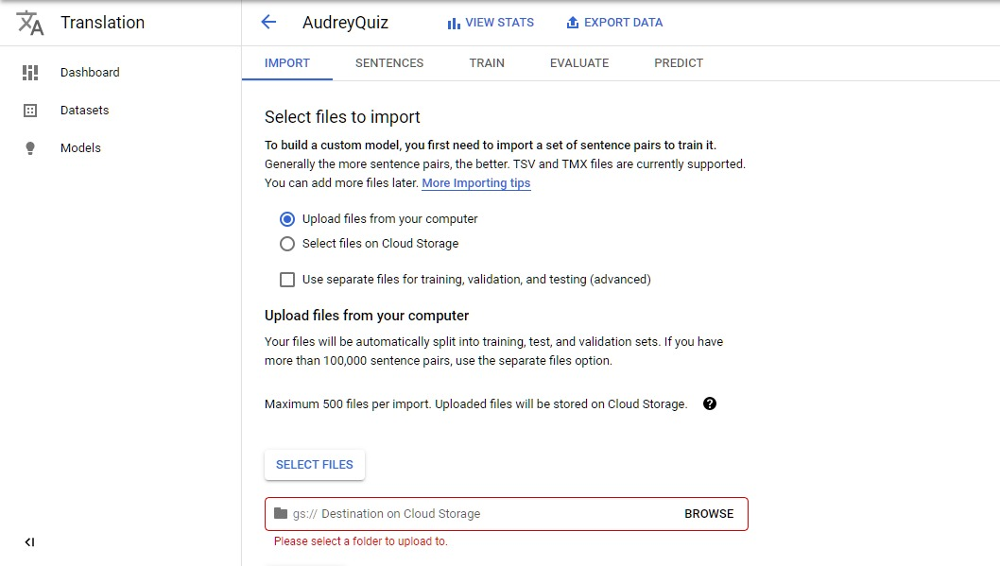 Translation
AudreyQuiz
VIEW STATS
EXPORT DATA
IMPORT
SENTENCES
TRAIN
EVALUATE
PREDICT
Dashboard
Datasets
Models
Select files to import
To build a custom model, you first need to import a set of sentence pairs to train it.
Generally the more sentence pairs, the better. TSV and TMX files are currently supported.
You can add more files later. More Importing tips
Upload files from your computer
Select files on Cloud Storage
Use separate files for training, validation, and testing (advanced)
Upload files from your computer
Your files will be automatically split into training, test, and validation sets. If you have
more than 100,000 sentence pairs, use the separate files option.
Maximum 500 files per import. Uploaded files will be stored on Cloud Storage. ?
SELECT FILES
gs:// Destination on Cloud Storage BROWSE
Please select a folder to upload to.